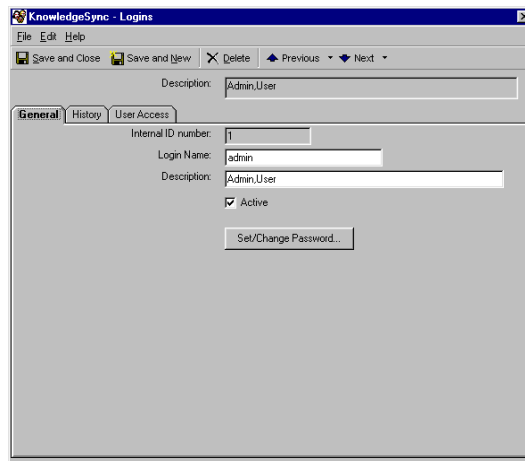 KnowledgeSync - Logins
File Edit Help
Save and Close Save and New Delete Previous Next
Description: Admin,User
General History User Access
Internal ID number: 1
Login Name: admin
Description: Admin,User
Active
Set/Change Password...